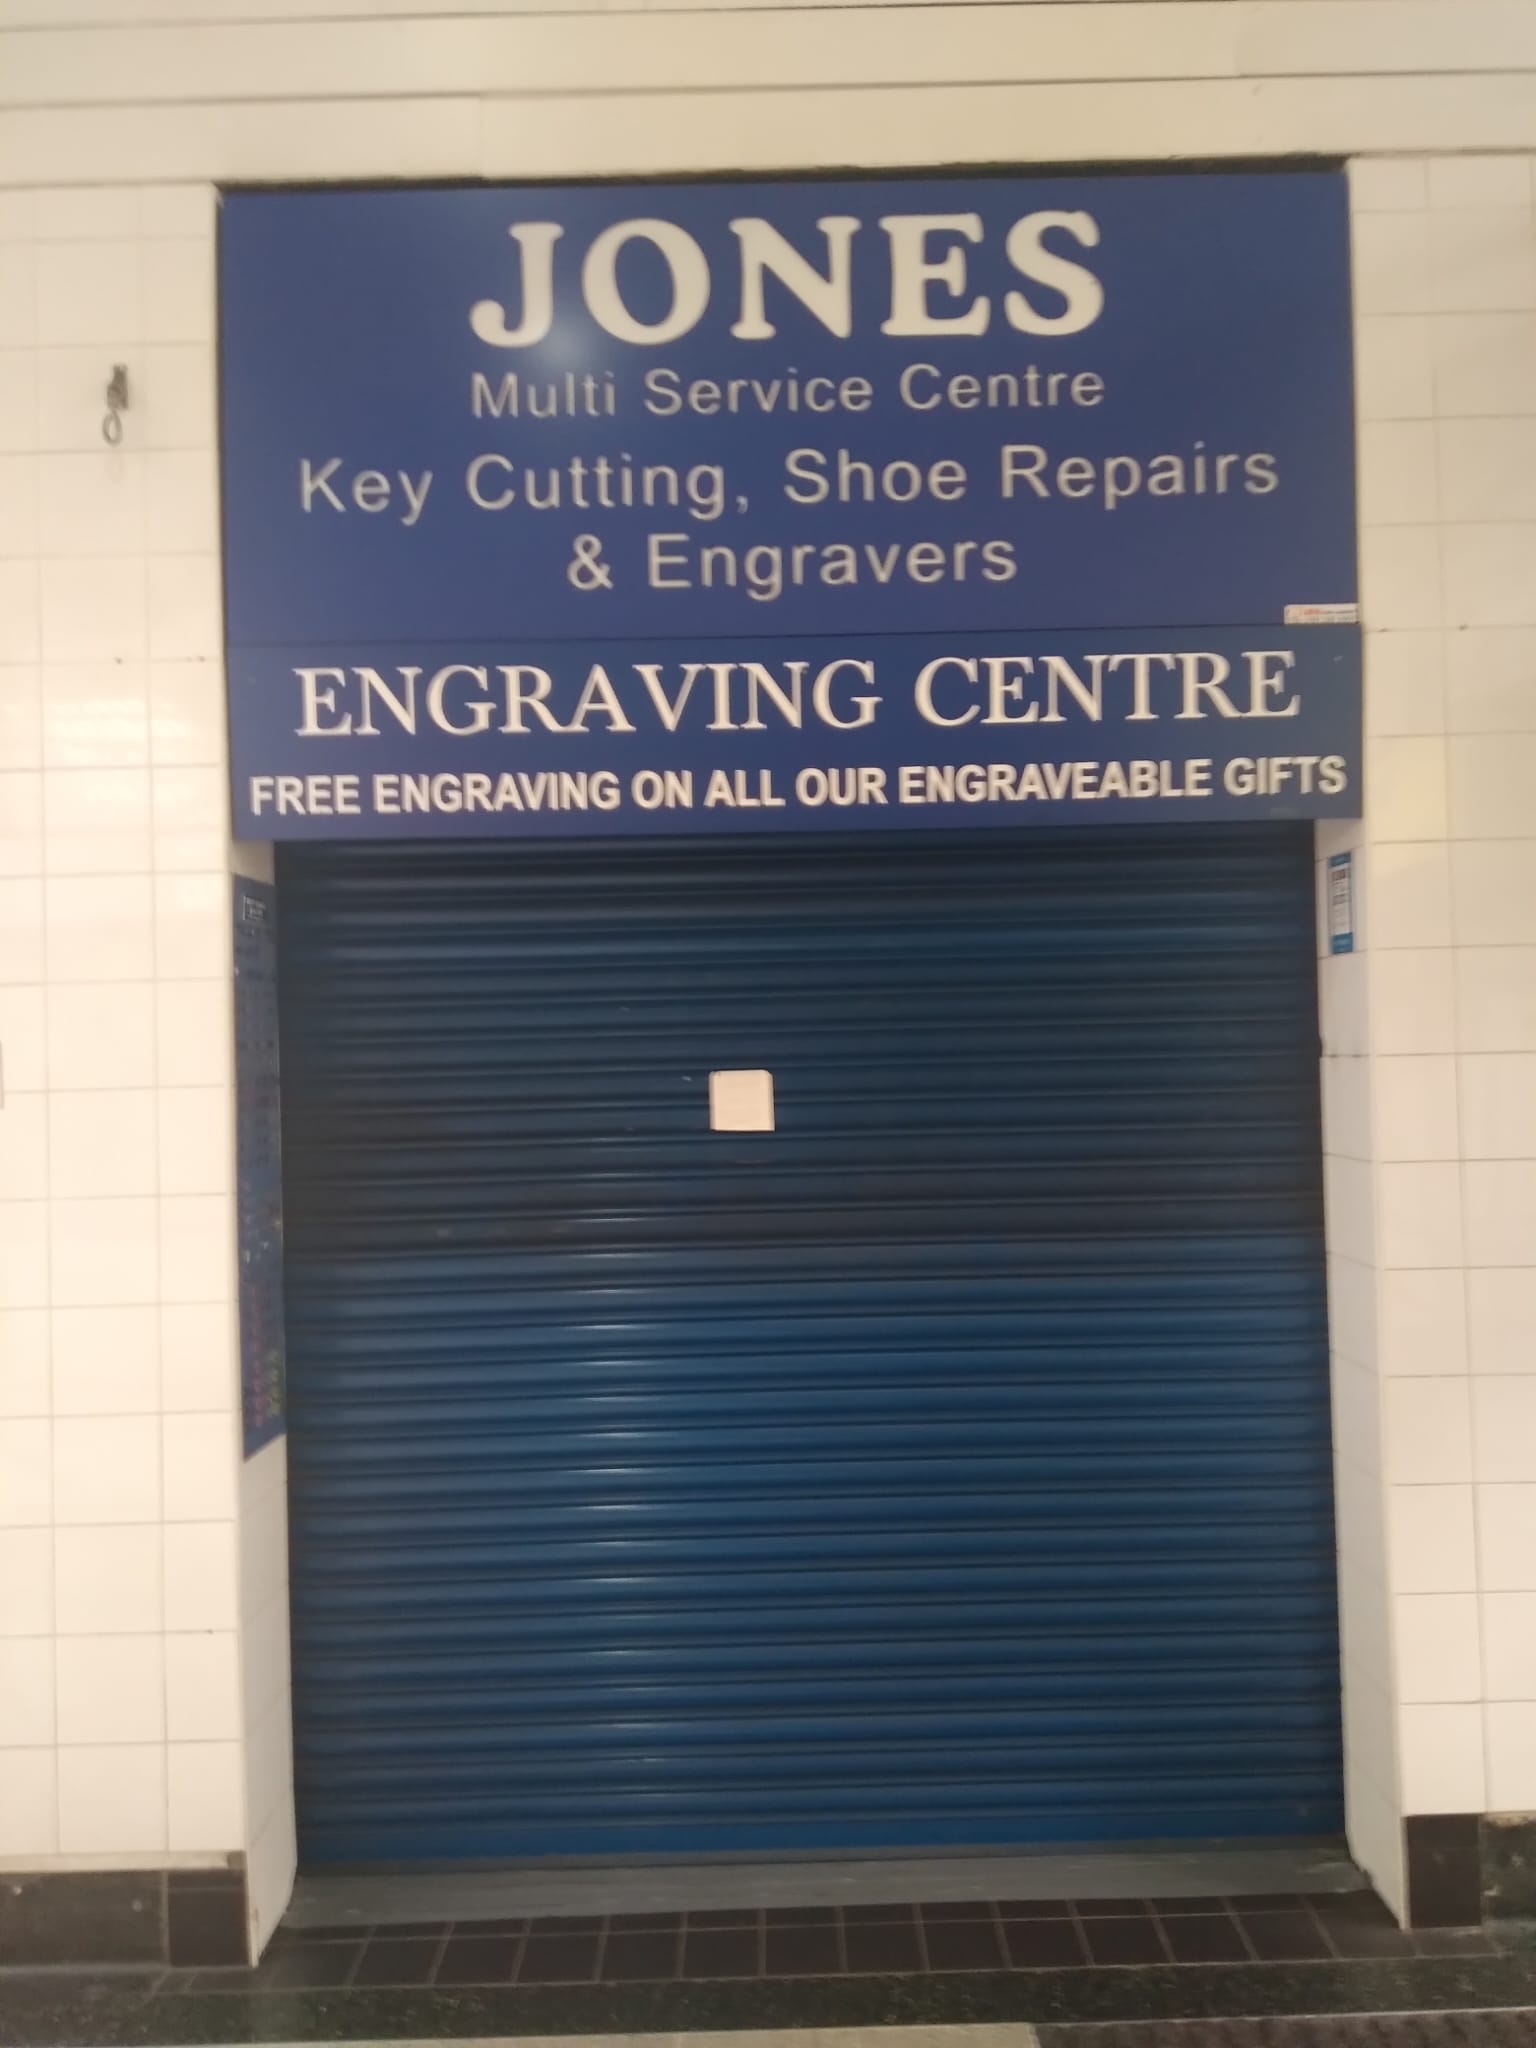 JONES
Multi Service Centre
Key Cutting, Shoe Repairs
& Engravers
ENGRAVING CENTRE
FREE ENGRAVING ON ALL OUR ENGRAVEABLE GIFTS